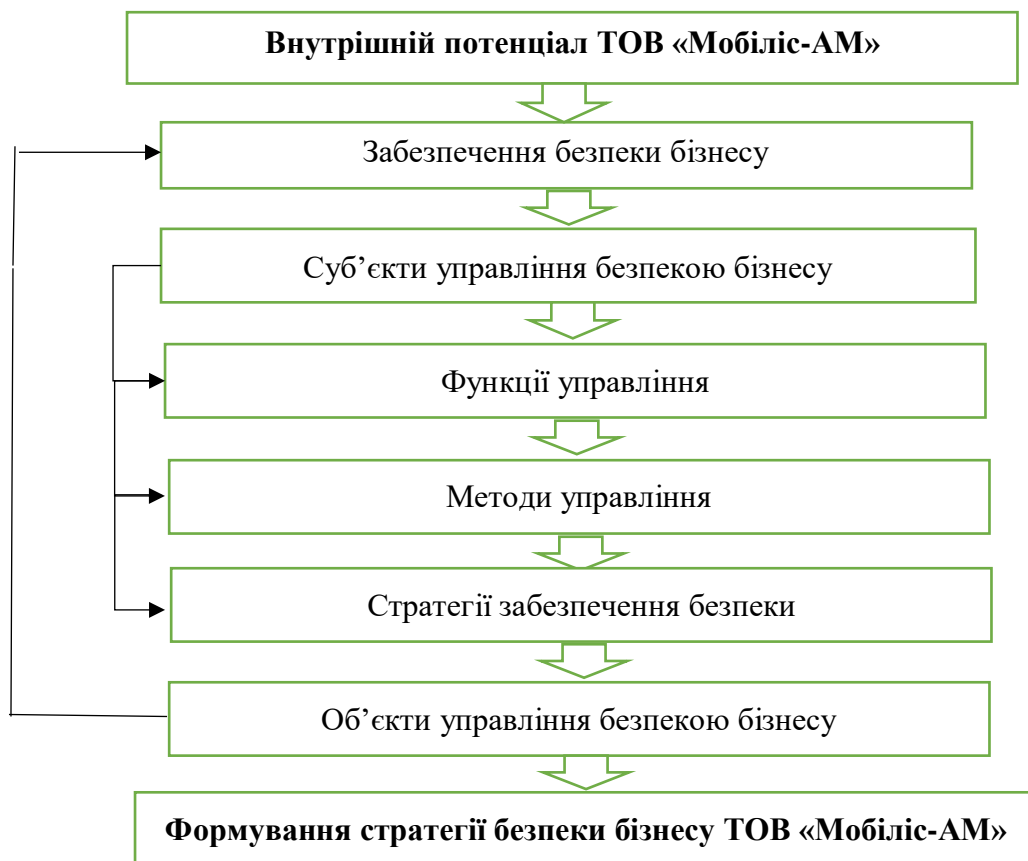 Внутрішній потенціал ТОВ «Мобіліс-АМ»
Забезпечення безпеки бізнесу
Суб’єкти управління безпекою бізнесу
Функції управління
Методи управління
Стратегії забезпечення безпеки
Об’єкти управління безпекою бізнесу
Формування стратегії безпеки бізнесу ТОВ «Мобіліс-АМ»